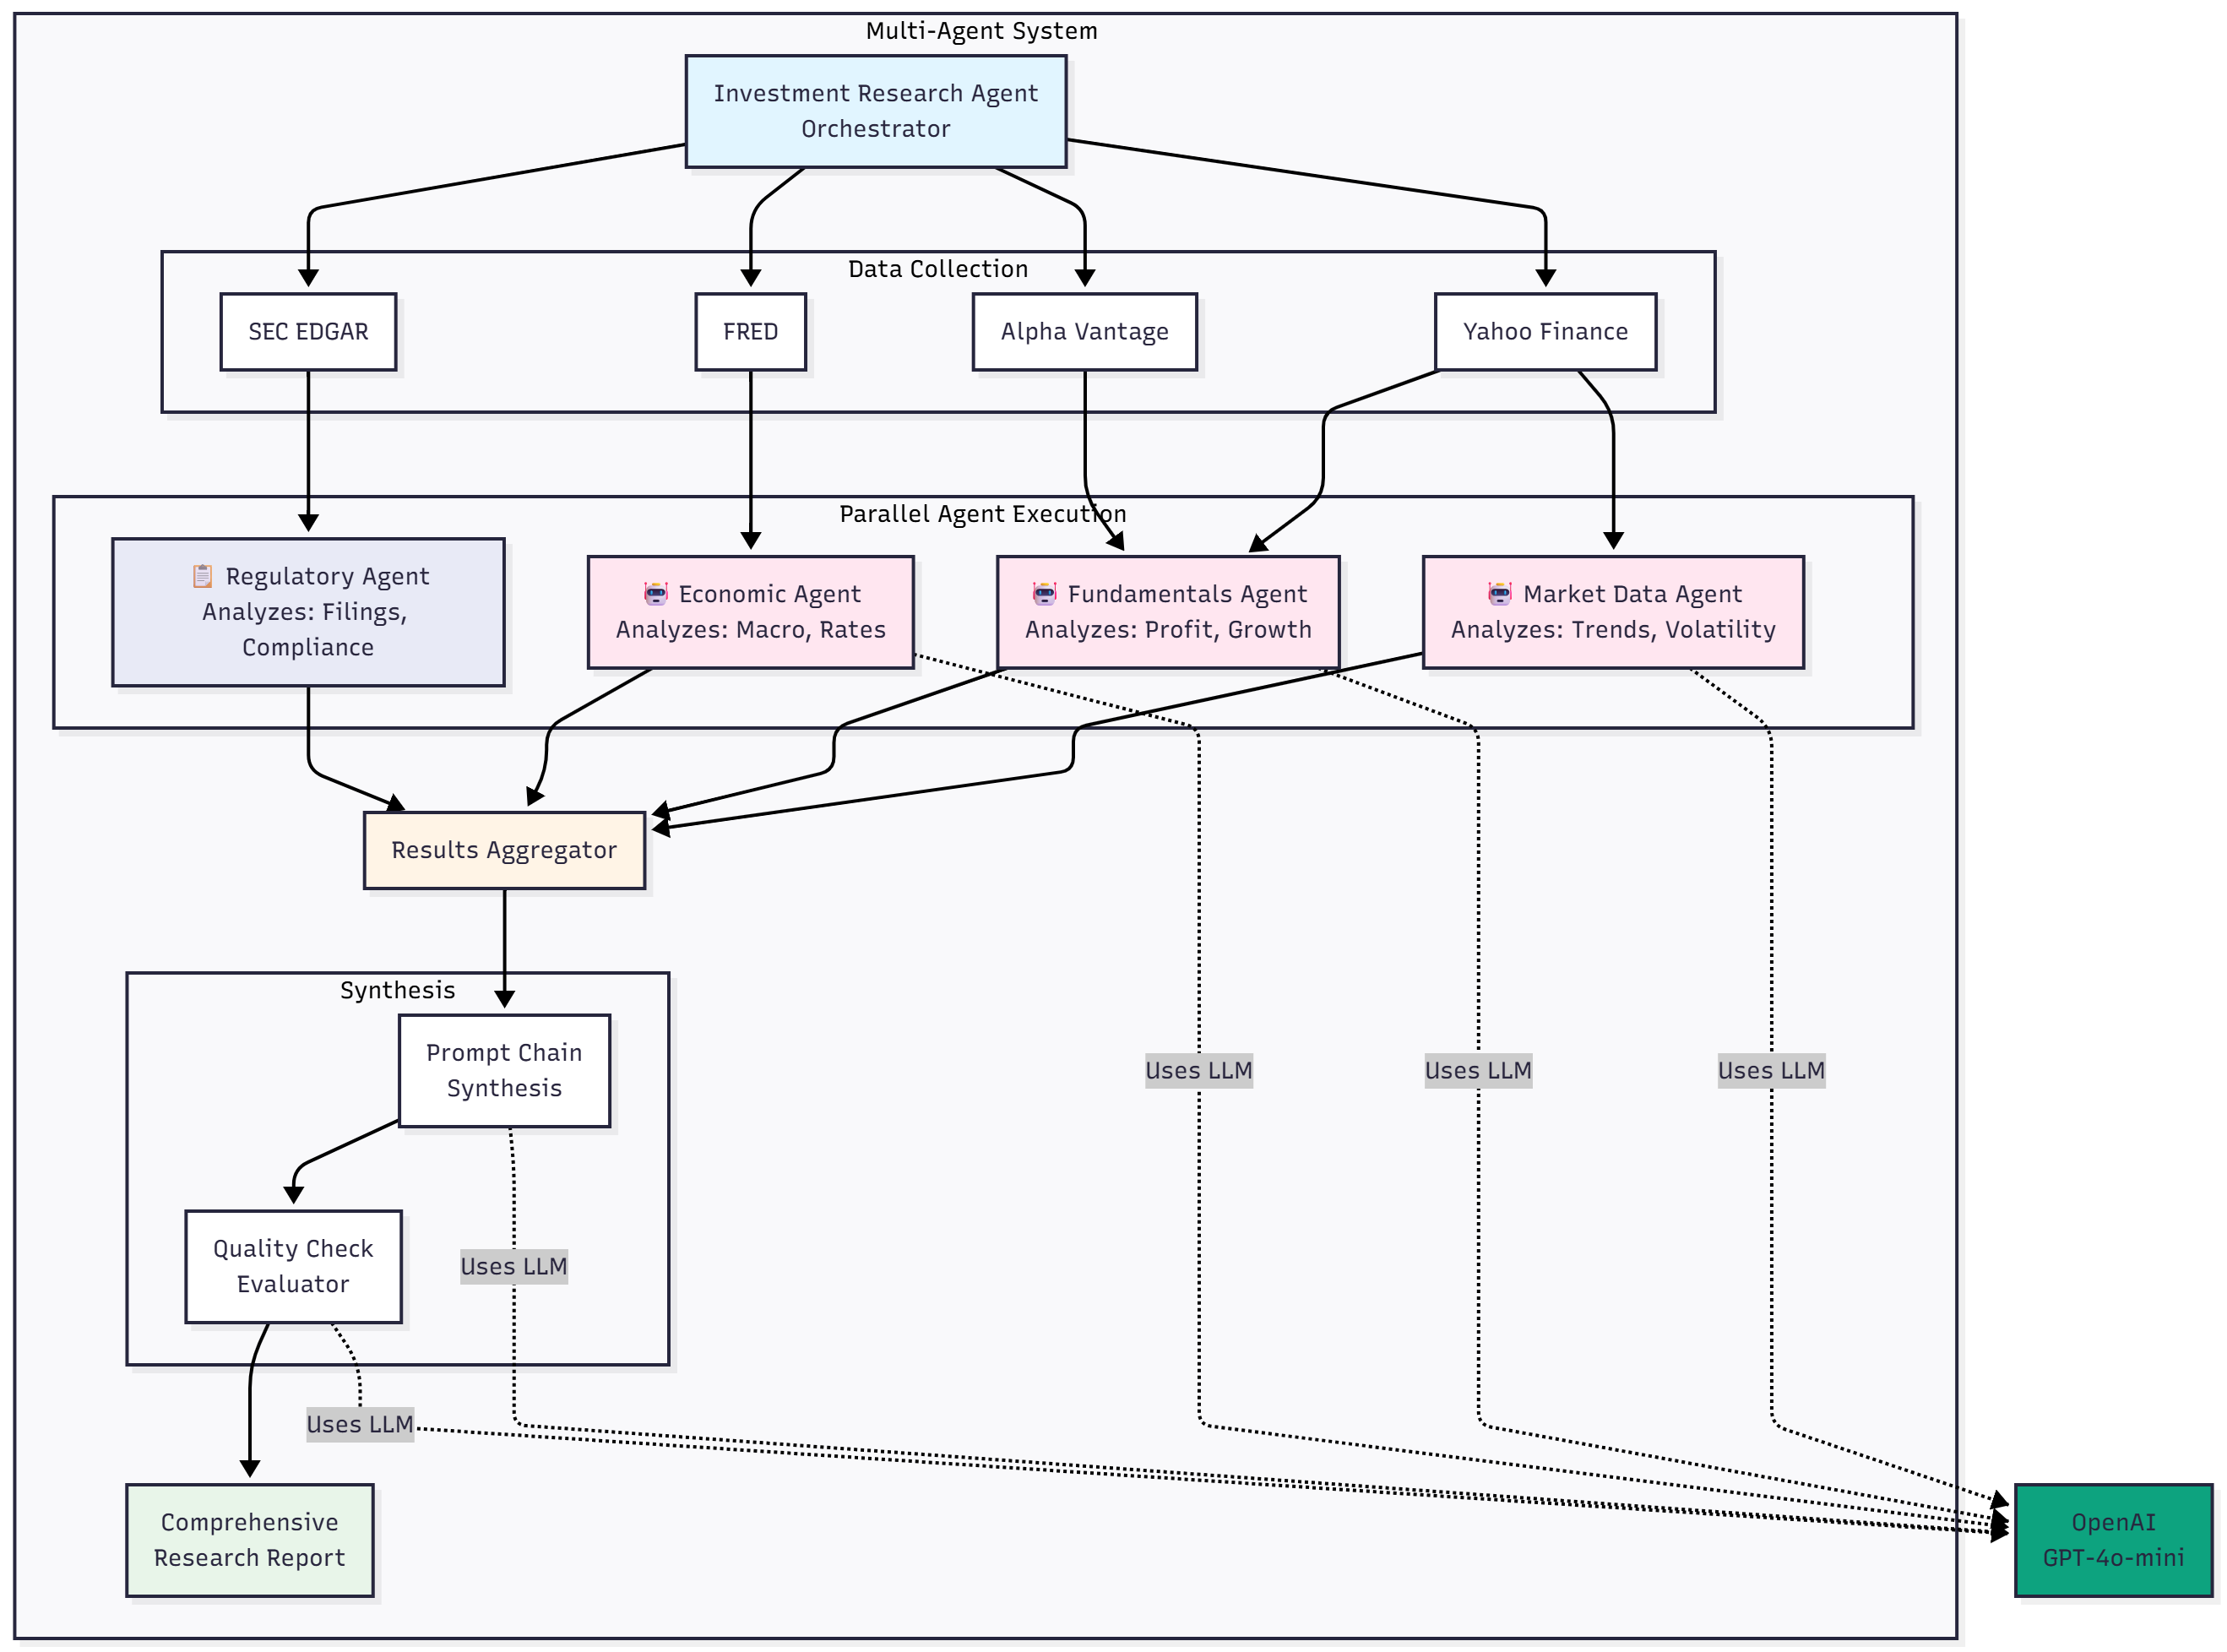 Multi-Agent System
Investment Research Agent
Orchestrator
Data Collection
SEC EDGAR
FRED
Alpha Vantage
Yahoo Finance
Parallel Agent Execution
Regulatory Agent
Analyzes: Filings,
Compliance
Economic Agent
Analyzes: Macro, Rates
Fundamentals Agent
Analyzes: Profit, Growth
Market Data Agent
Analyzes: Trends, Volatility
Results Aggregator
Synthesis
Prompt Chain
Synthesis
Uses LLM
Uses LLM
Uses LLM
Quality Check
Evaluator
Uses LLM
Uses LLM
Comprehensive
Research Report
OpenAI
GPT-4o-mini